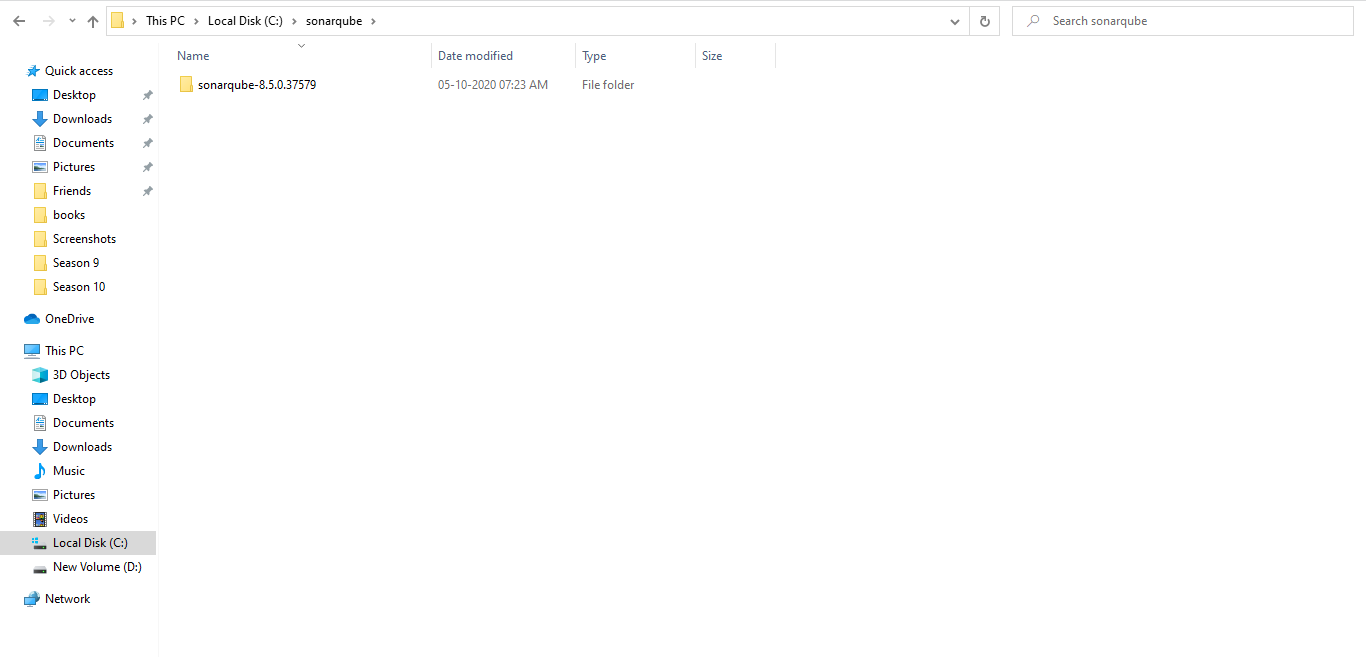 This PC > Local Disk (C:) > sonarqube >
Search sonarqube
Name Date modified Type Size
sonarqube-8.5.0.37579 05-10-2020 07:23 AM File folder
Quick access
Desktop
Downloads
Documents
Pictures
Friends
books
Screenshots
Season 9
Season 10
OneDrive
This PC
3D Objects
Desktop
Documents
Downloads
Music
Pictures
Videos
Local Disk (C:)
New Volume (D:)
Network